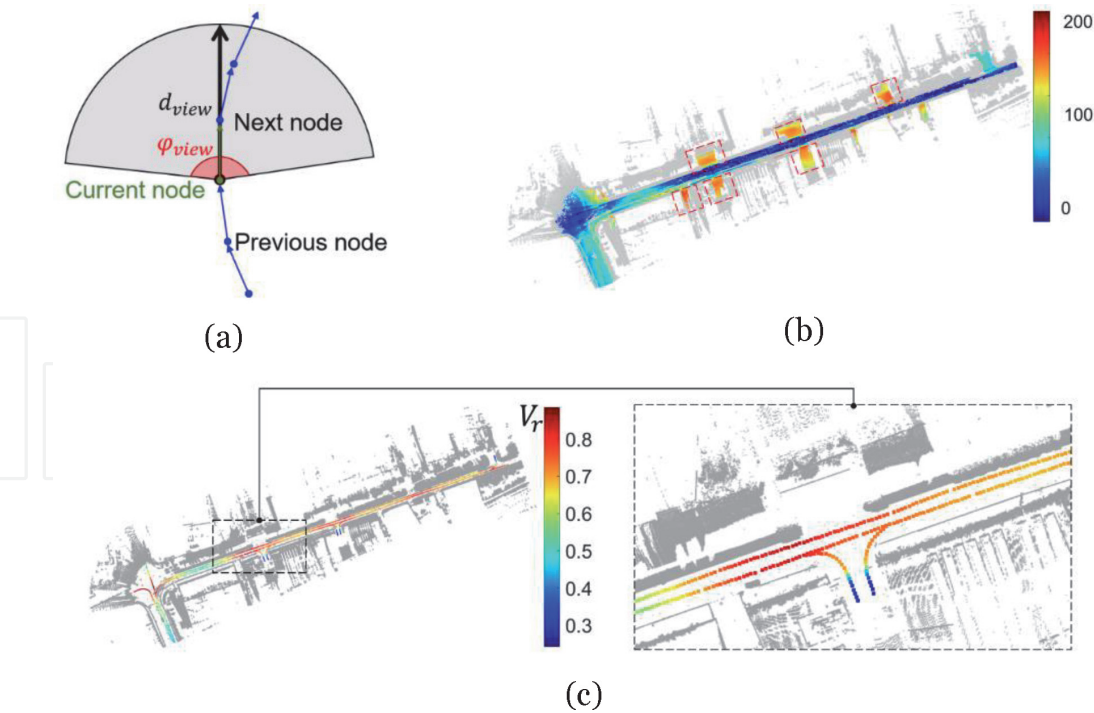 d_view
Next node
φ_view
Current node
Previous node
(a)
200
100
0
(b)
V_r
0.8
0.7
0.6
0.5
0.4
0.3
(c)